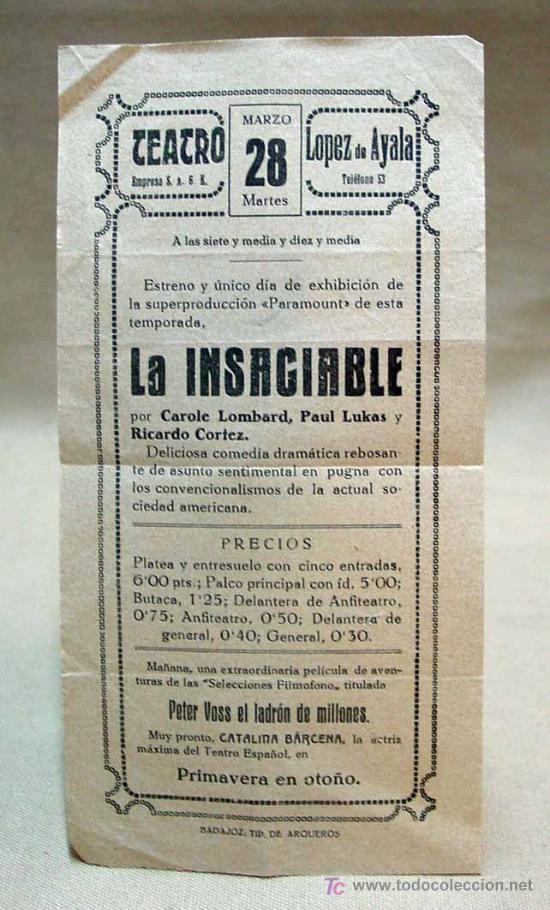 TEATRO
Empresa S. A. G. E.
MARZO
28
Martes
Lopez de Ayala
Teléfono 53
A las siete y media y diez y media
Estreno y único día de exhibición de
la superproducción «Paramount» de esta
temporada,
La INSACIABLE
por Carole Lombard, Paul Lukas y
Ricardo Cortez.
Deliciosa comedia dramática rebosan-
te de asunto sentimental en pugna con
los convencionalismos de la actual so-
ciedad americana.
PRECIOS
Platea y entresuelo con cinco entradas,
6'00 pts.; Palco principal con íd. 5'00;
Butaca, 1'25; Delantera de Anfiteatro,
0'75; Anfiteatro, 0'50; Delantera de
general, 0'40; General, 0'30.
Mañana, una extraordinaria película de aven-
turas de las "Selecciones Filmofono„ titulada
Peter Voss el ladrón de millones.
Muy pronto, CATALINA BÁRCENA, la actriz
máxima del Teatro Español, en
Primavera en otoño.
BADAJOZ: TIP. DE ARQUEROS
TC www.todocoleccion.net